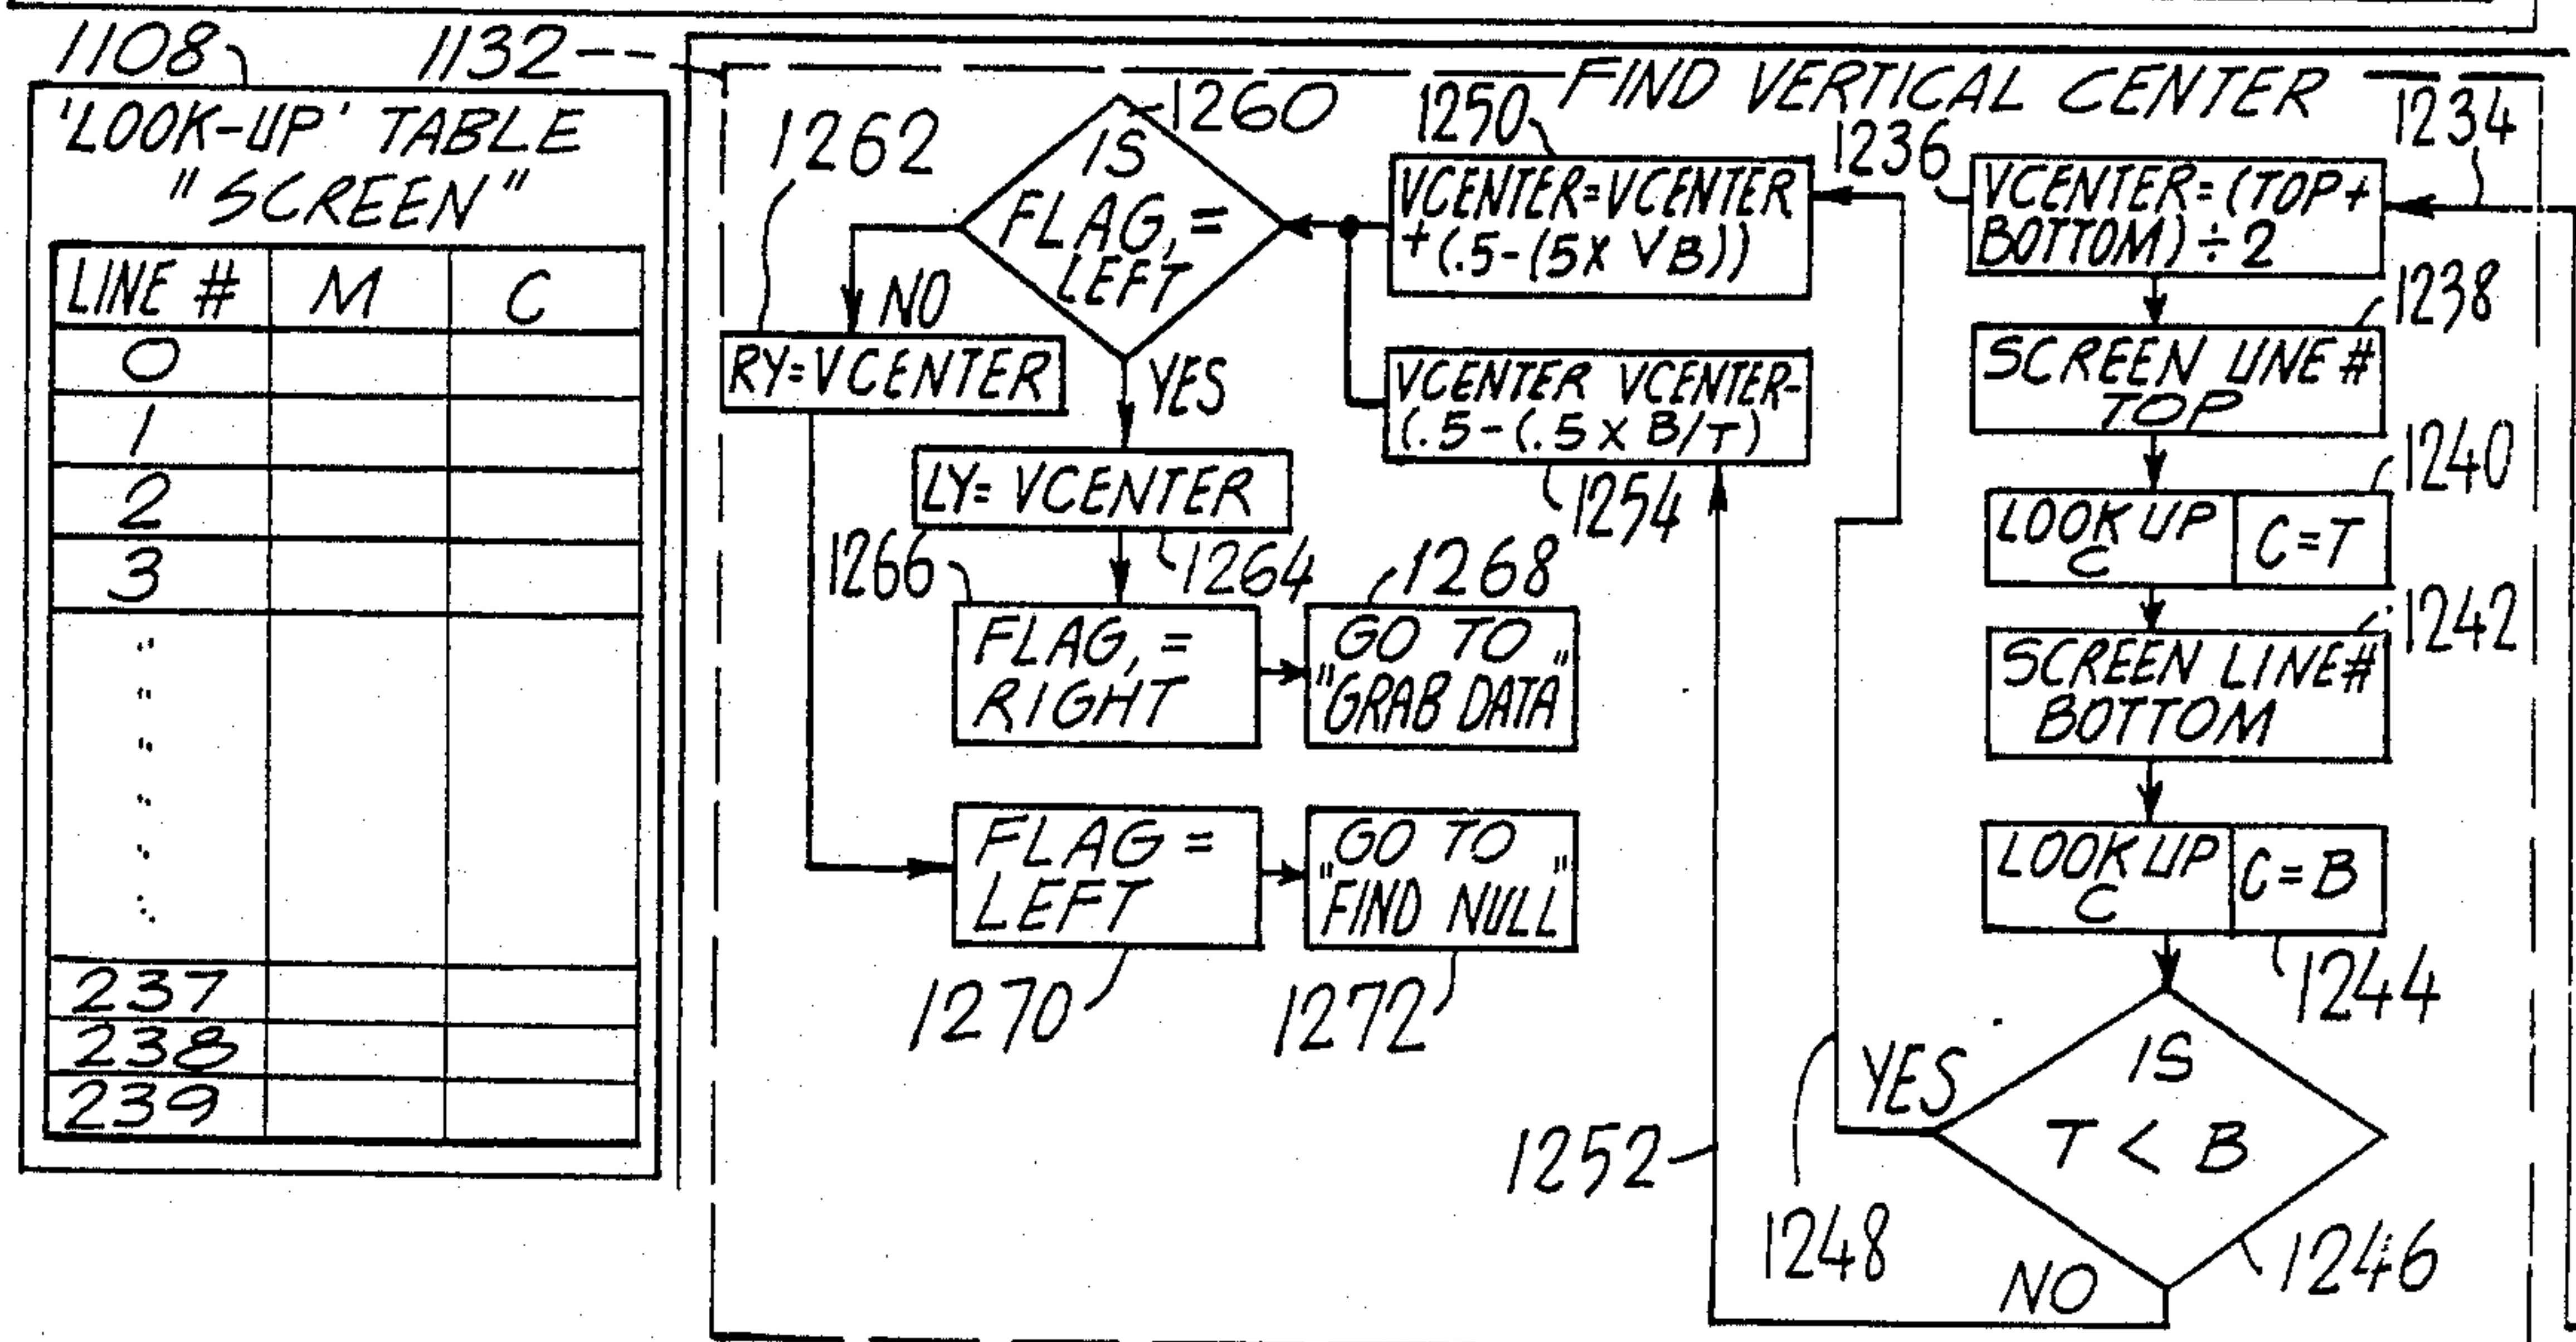 1108
'LOOK-UP' TABLE
"SCREEN"
LINE # M C
0
1
2
3
237
238
239
1132
FIND VERTICAL CENTER
1234
1236
VCENTER=(TOP+
BOTTOM)÷2
1238
SCREEN LINE #
TOP
1240
LOOK UP
C
C=T
1242
SCREEN LINE#
BOTTOM
LOOK UP
C
C=B
1244
IS
T < B
1246
YES
1248
NO
1252
1250
VCENTER=VCENTER
+(.5-(5X VB))
VCENTER VCENTER-
(.5-(.5 X B/T)
1254
1260
IS
FLAG, =
LEFT
NO
YES
1262
RY=VCENTER
LY= VCENTER
1264
1266
FLAG, =
RIGHT
1268
GO TO
"GRAB DATA"
FLAG =
LEFT
1270
GO TO
"FIND NULL"
1272